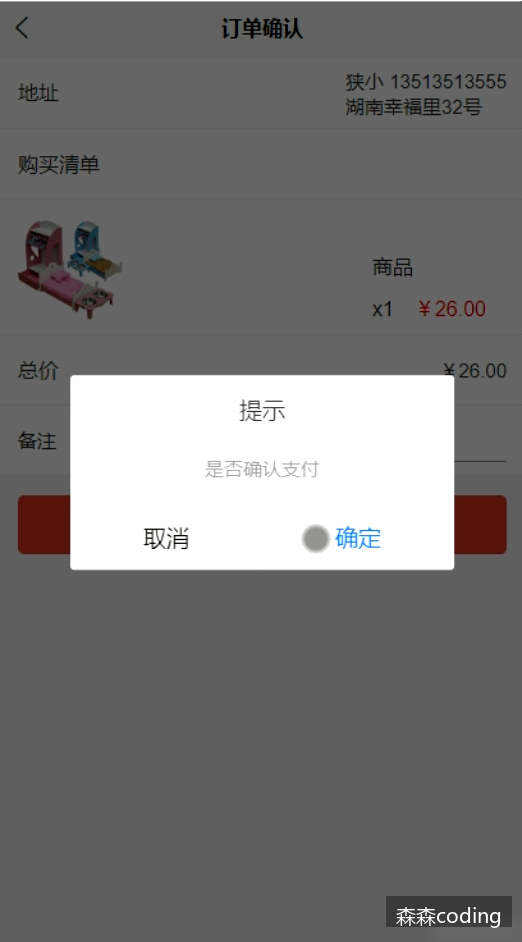 订单确认
地址
狭小 13513513555
湖南幸福里32号
购买清单
商品
x1 ￥26.00
总价
￥26.00
备注
提示
是否确认支付
取消
确定
森森coding